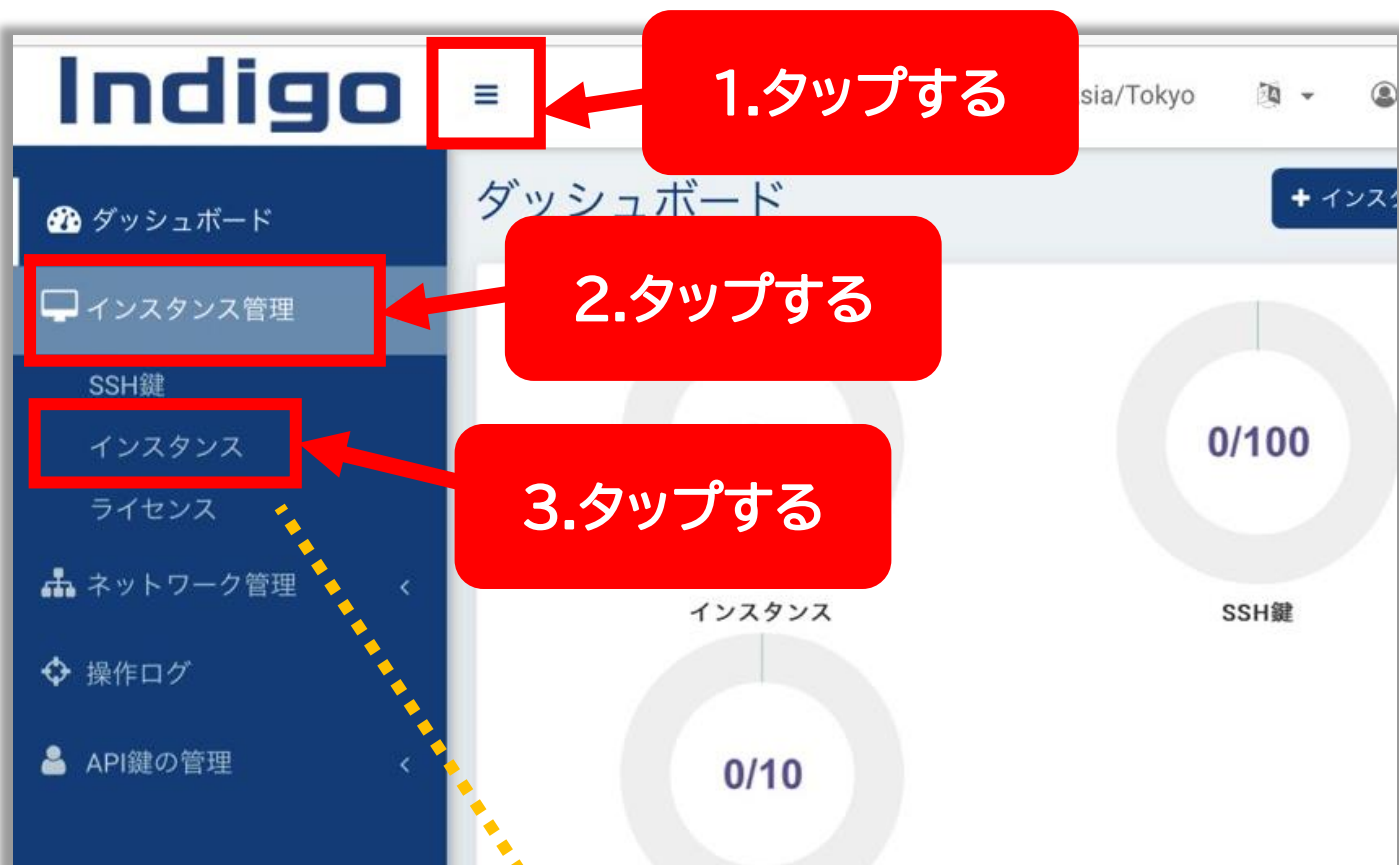 Indigo
1.タップする
sia/Tokyo
ダッシュボード
ダッシュボード
+ インスタ
インスタンス管理
2.タップする
SSH鍵
インスタンス
3.タップする
ライセンス
ネットワーク管理
操作ログ
API鍵の管理
0/100
インスタンス
SSH鍵
0/10